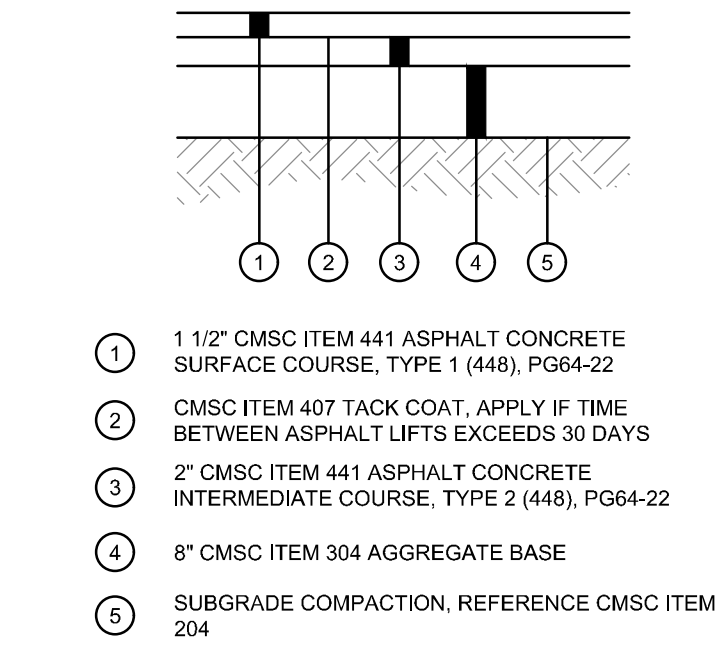 1 2 3 4 5
1 1 1/2" CMSC ITEM 441 ASPHALT CONCRETE
SURFACE COURSE, TYPE 1 (448), PG64-22
2 CMSC ITEM 407 TACK COAT, APPLY IF TIME
BETWEEN ASPHALT LIFTS EXCEEDS 30 DAYS
3 2" CMSC ITEM 441 ASPHALT CONCRETE
INTERMEDIATE COURSE, TYPE 2 (448), PG64-22
4 8" CMSC ITEM 304 AGGREGATE BASE
5 SUBGRADE COMPACTION, REFERENCE CMSC ITEM
204